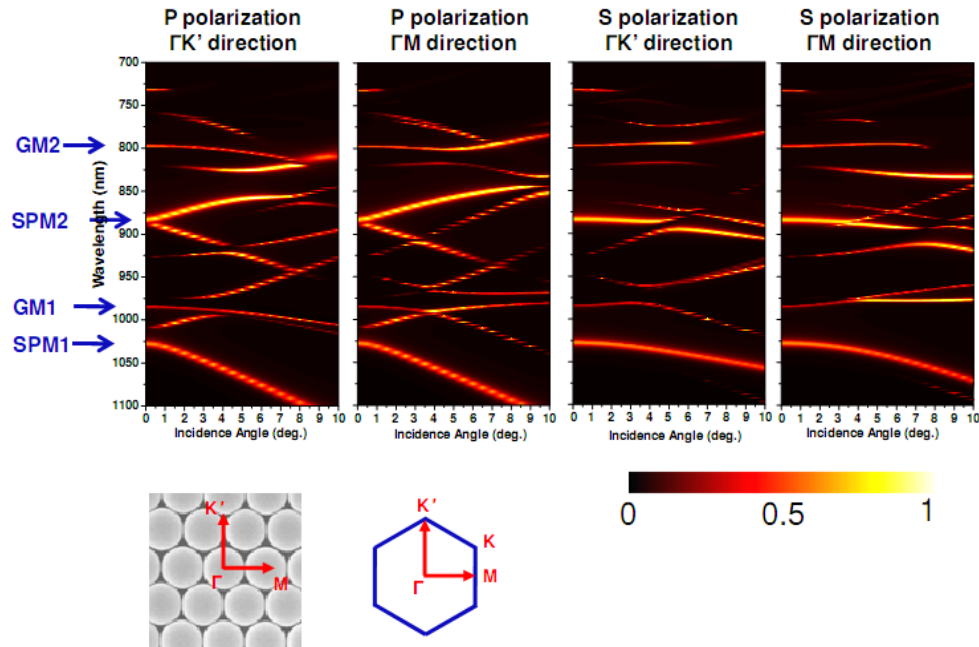 P polarization
ΓK' direction
P polarization
ΓM direction
S polarization
ΓK' direction
S polarization
ΓM direction
GM2
SPM2
GM1
SPM1
Wavelength (nm)
700
750
800
850
900
950
1000
1050
1100
0 1 2 3 4 5 6 7 8 9 10
Incidence Angle (deg.)
0 1 2 3 4 5 6 7 8 9 10
Incidence Angle (deg.)
0 1 2 3 4 5 6 7 8 9 10
Incidence Angle (deg.)
0 1 2 3 4 5 6 7 8 9 10
Incidence Angle (deg.)
0 0.5 1
K'
Γ
M
K'
K
M
Γ